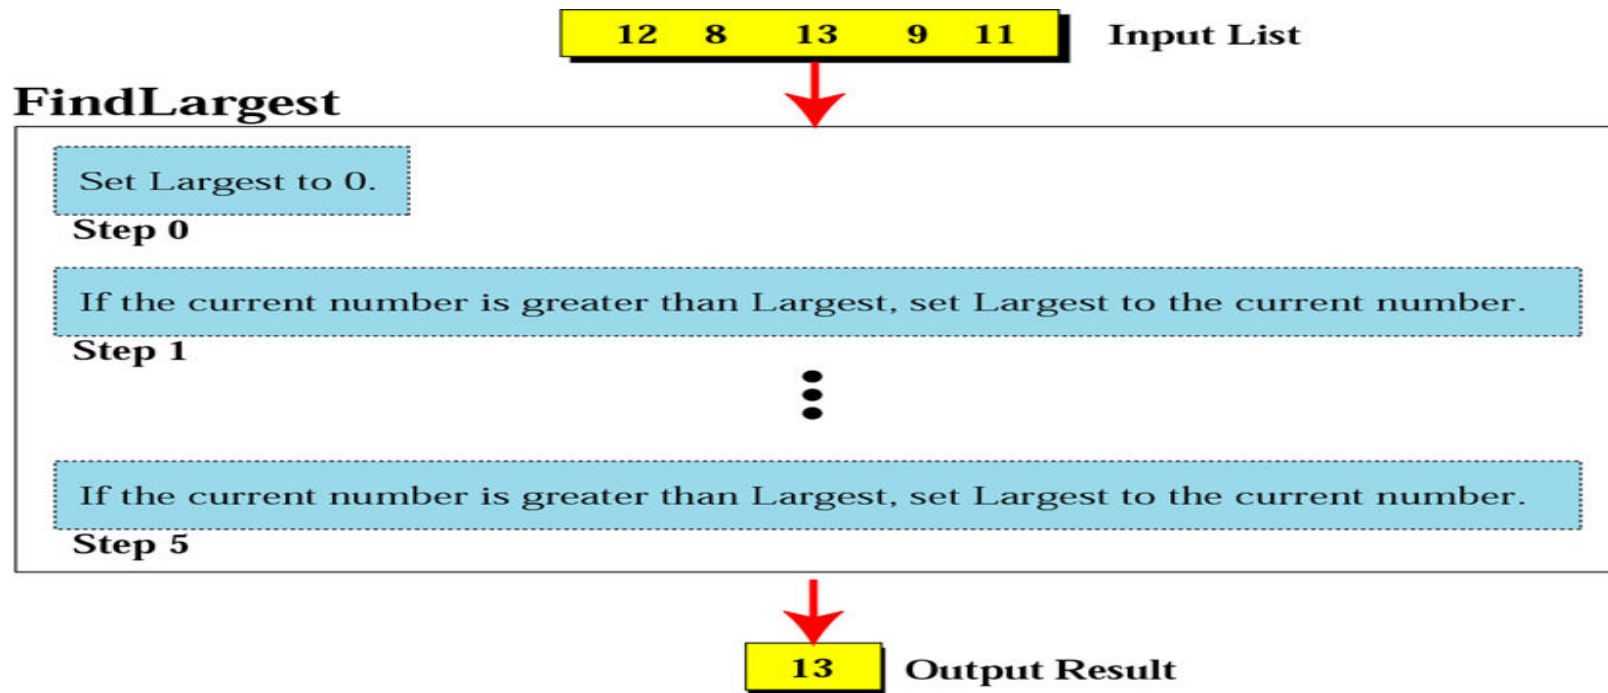 12 8 13 9 11 Input List
FindLargest
Set Largest to 0.
Step 0
If the current number is greater than Largest, set Largest to the current number.
Step 1
If the current number is greater than Largest, set Largest to the current number.
Step 5
13 Output Result